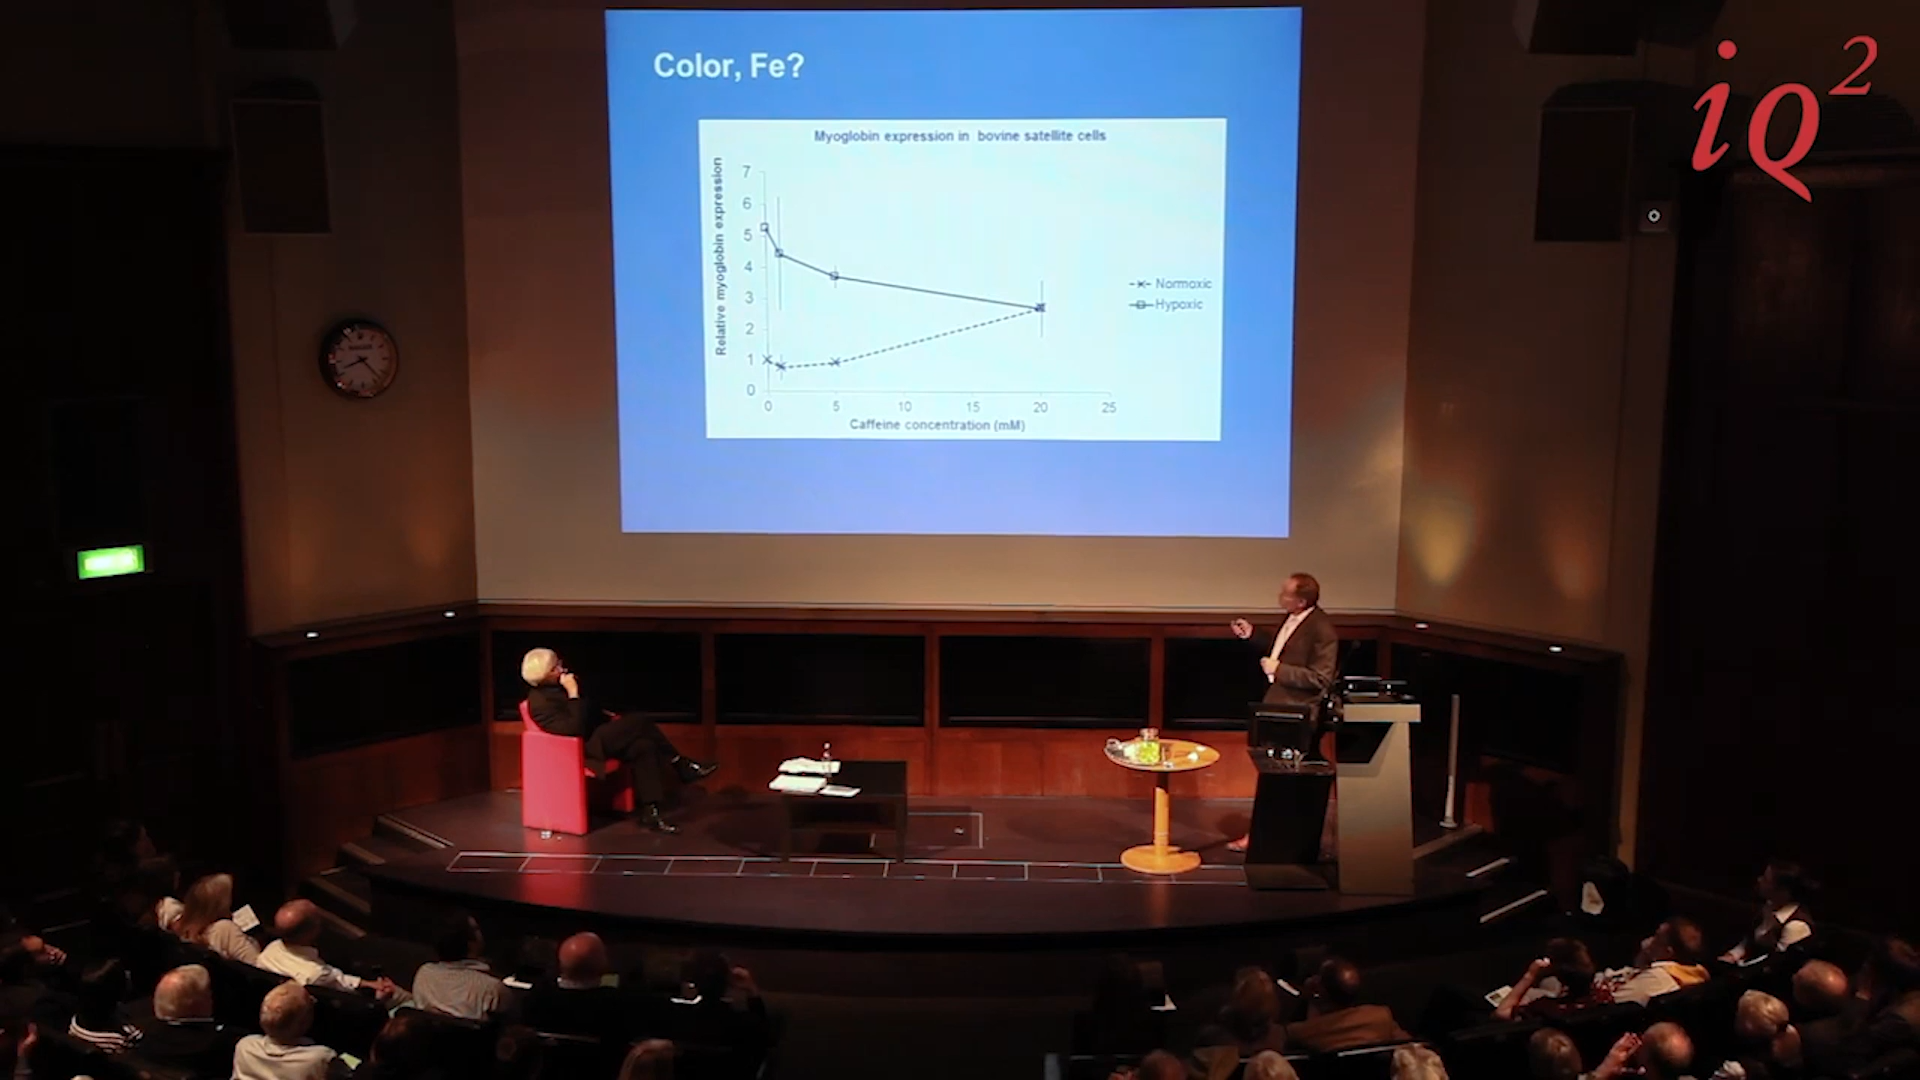 iq2
Color, Fe?
Myoglobin expression in bovine satellite cells
Relative myoglobin expression
7
6
5
4
3
2
1
0
0 5 10 15 20 25
Caffeine concentration (mM)
Normoxic
Hypoxic